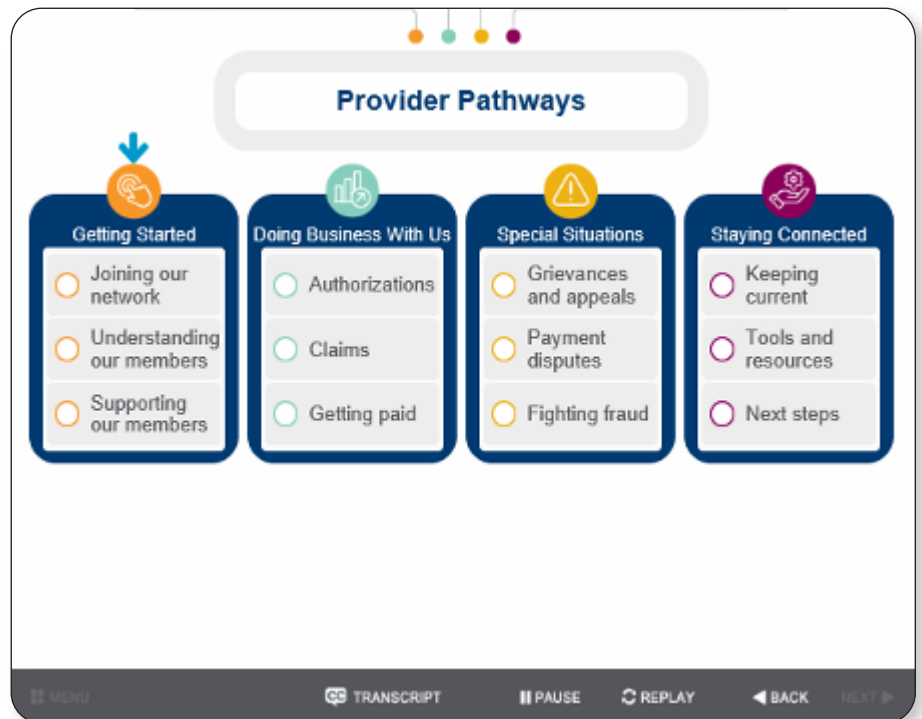 Provider Pathways
Getting Started
Joining our
network
Understanding
our members
Supporting
our members
Doing Business With Us
Authorizations
Claims
Getting paid
Special Situations
Grievances
and appeals
Payment
disputes
Fighting fraud
Staying Connected
Keeping
current
Tools and
resources
Next steps
MENU
CC TRANSCRIPT
PAUSE
REPLAY
BACK
NEXT